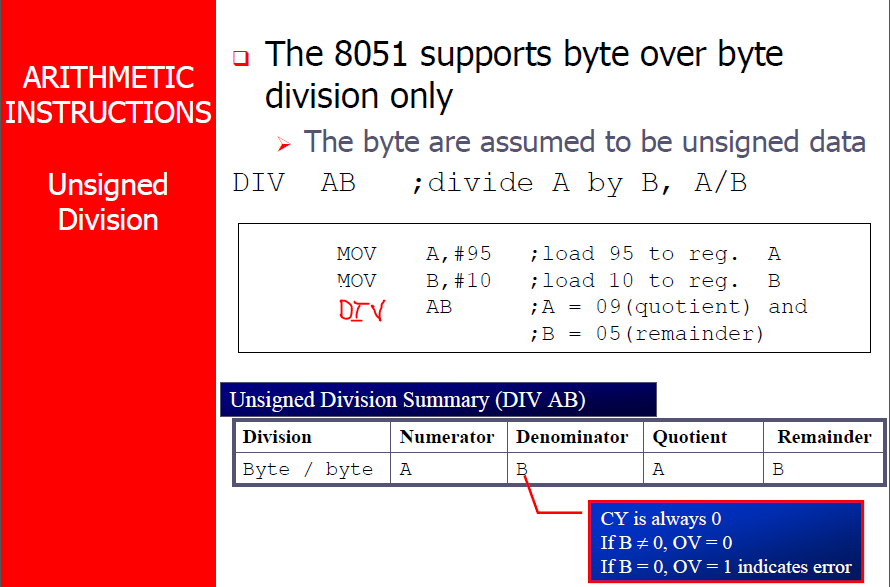 ARITHMETIC
INSTRUCTIONS
Unsigned
Division
The 8051 supports byte over byte
division only
The byte are assumed to be unsigned data
DIV AB ;divide A by B, A/B
MOV A,#95 ;load 95 to reg. A
MOV B,#10 ;load 10 to reg. B
DIV AB ;A = 09(quotient) and
;B = 05(remainder)
Unsigned Division Summary (DIV AB)
Division Numerator Denominator Quotient Remainder
Byte / byte A B A B
CY is always 0
If B ≠ 0, OV = 0
If B = 0, OV = 1 indicates error